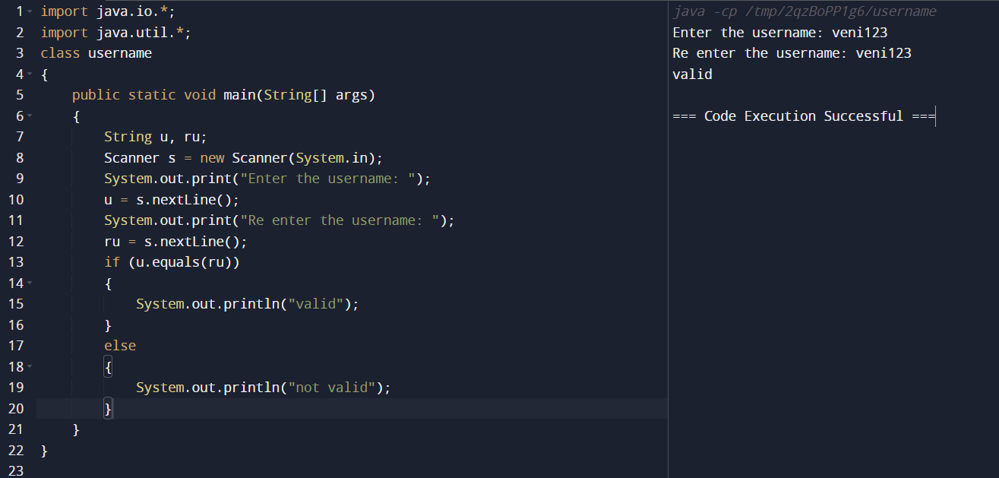 1 import java.io.*;
2 import java.util.*;
3 class username
4 {
5     public static void main(String[] args)
6     {
7         String u, ru;
8         Scanner s = new Scanner(System.in);
9         System.out.print("Enter the username: ");
10         u = s.nextLine();
11         System.out.print("Re enter the username: ");
12         ru = s.nextLine();
13         if (u.equals(ru))
14         {
15             System.out.println("valid");
16         }
17         else
18         {
19             System.out.println("not valid");
20         }
21     }
22 }
23
java -cp /tmp/2qzBoPP1g6/username
Enter the username: veni123
Re enter the username: veni123
valid
=== Code Execution Successful ===